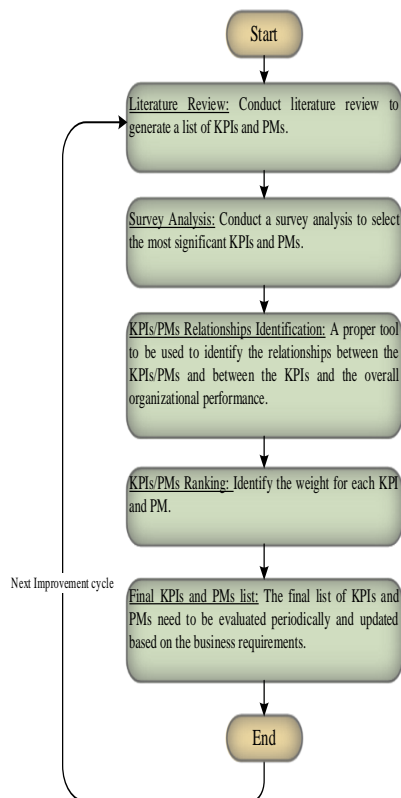 Start
Literature Review: Conduct literature review to
generate a list of KPIs and PMs.
Survey Analysis: Conduct a survey analysis to select
the most significant KPIs and PMs.
KPIs/PMs Relationships Identification: A proper tool
to be used to identify the relationships between the
KPIs/PMs and between the KPIs and the overall
organizational performance.
KPIs/PMs Ranking: Identify the weight for each KPI
and PM.
Next Improvement cycle
Final KPIs and PMs list: The final list of KPIs and
PMs need to be evaluated periodically and updated
based on the business requirements.
End